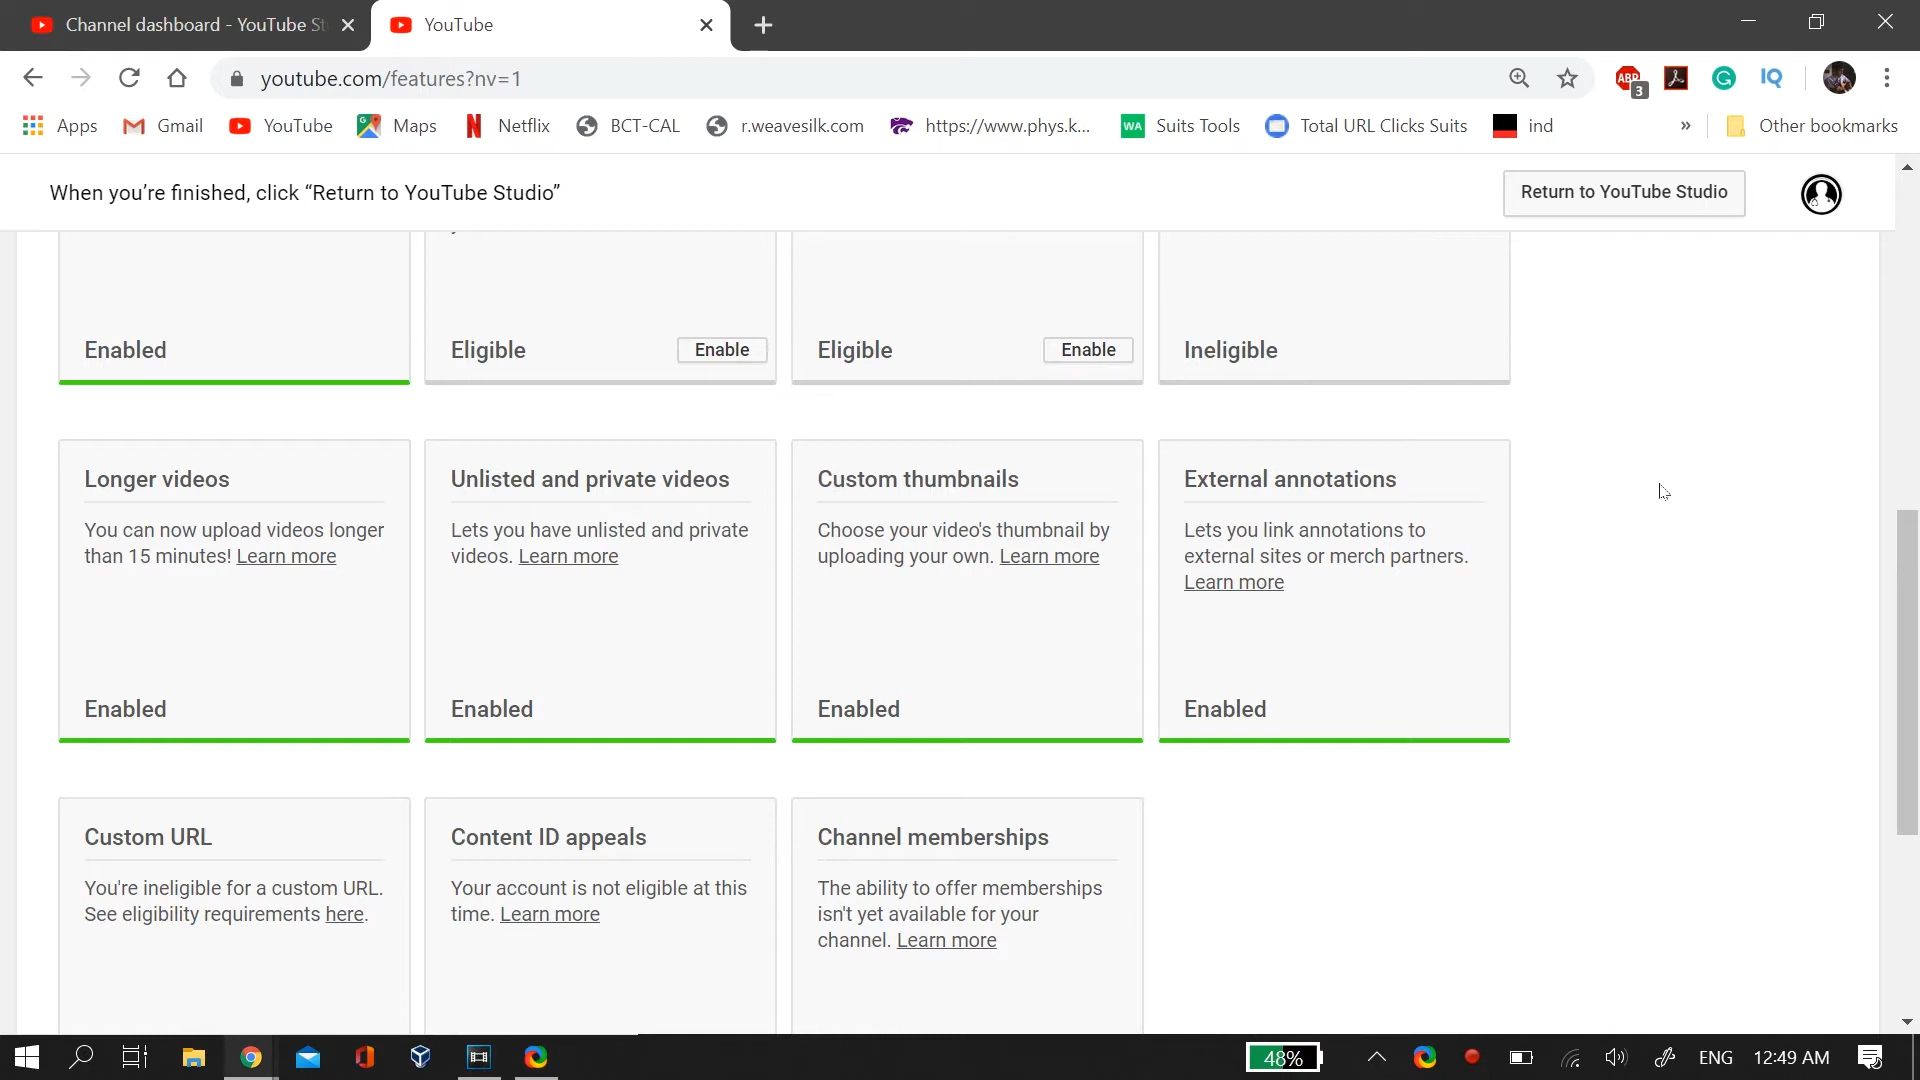 Channel dashboard - YouTube St
YouTube
youtube.com/features?nv=1
ABP
3
G
IQ
Apps
Gmail
YouTube
Maps
Netflix
BCT-CAL
r.weavesilk.com
https://www.phys.k...
WA
Suits Tools
Total URL Clicks Suits
ind
»
Other bookmarks
When you're finished, click “Return to YouTube Studio”
Return to YouTube Studio
Enabled
Eligible
Enable
Eligible
Enable
Ineligible
Longer videos
You can now upload videos longer
than 15 minutes! Learn more
Enabled
Unlisted and private videos
Lets you have unlisted and private
videos. Learn more
Enabled
Custom thumbnails
Choose your video's thumbnail by
uploading your own. Learn more
Enabled
External annotations
Lets you link annotations to
external sites or merch partners.
Learn more
Enabled
Custom URL
You're ineligible for a custom URL.
See eligibility requirements here.
Content ID appeals
Your account is not eligible at this
time. Learn more
Channel memberships
The ability to offer memberships
isn't yet available for your
channel. Learn more
48%
ENG
12:49 AM